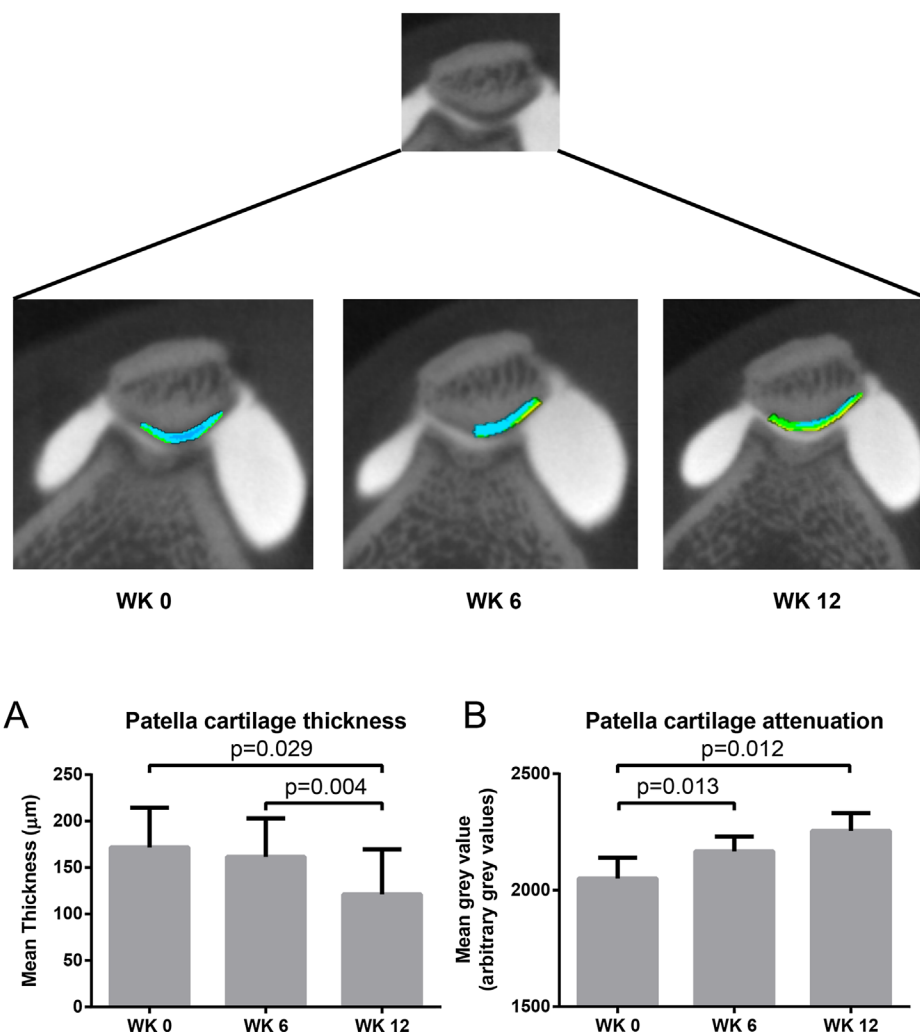 WK 0
WK 6
WK 12
A
Patella cartilage thickness
p=0.029
p=0.004
Mean Thickness (μm)
250
200
150
100
50
0
WK 0
WK 6
WK 12
B
Patella cartilage attenuation
p=0.012
p=0.013
Mean grey value
(arbitrary grey values)
2500
2000
1500
WK 0
WK 6
WK 12